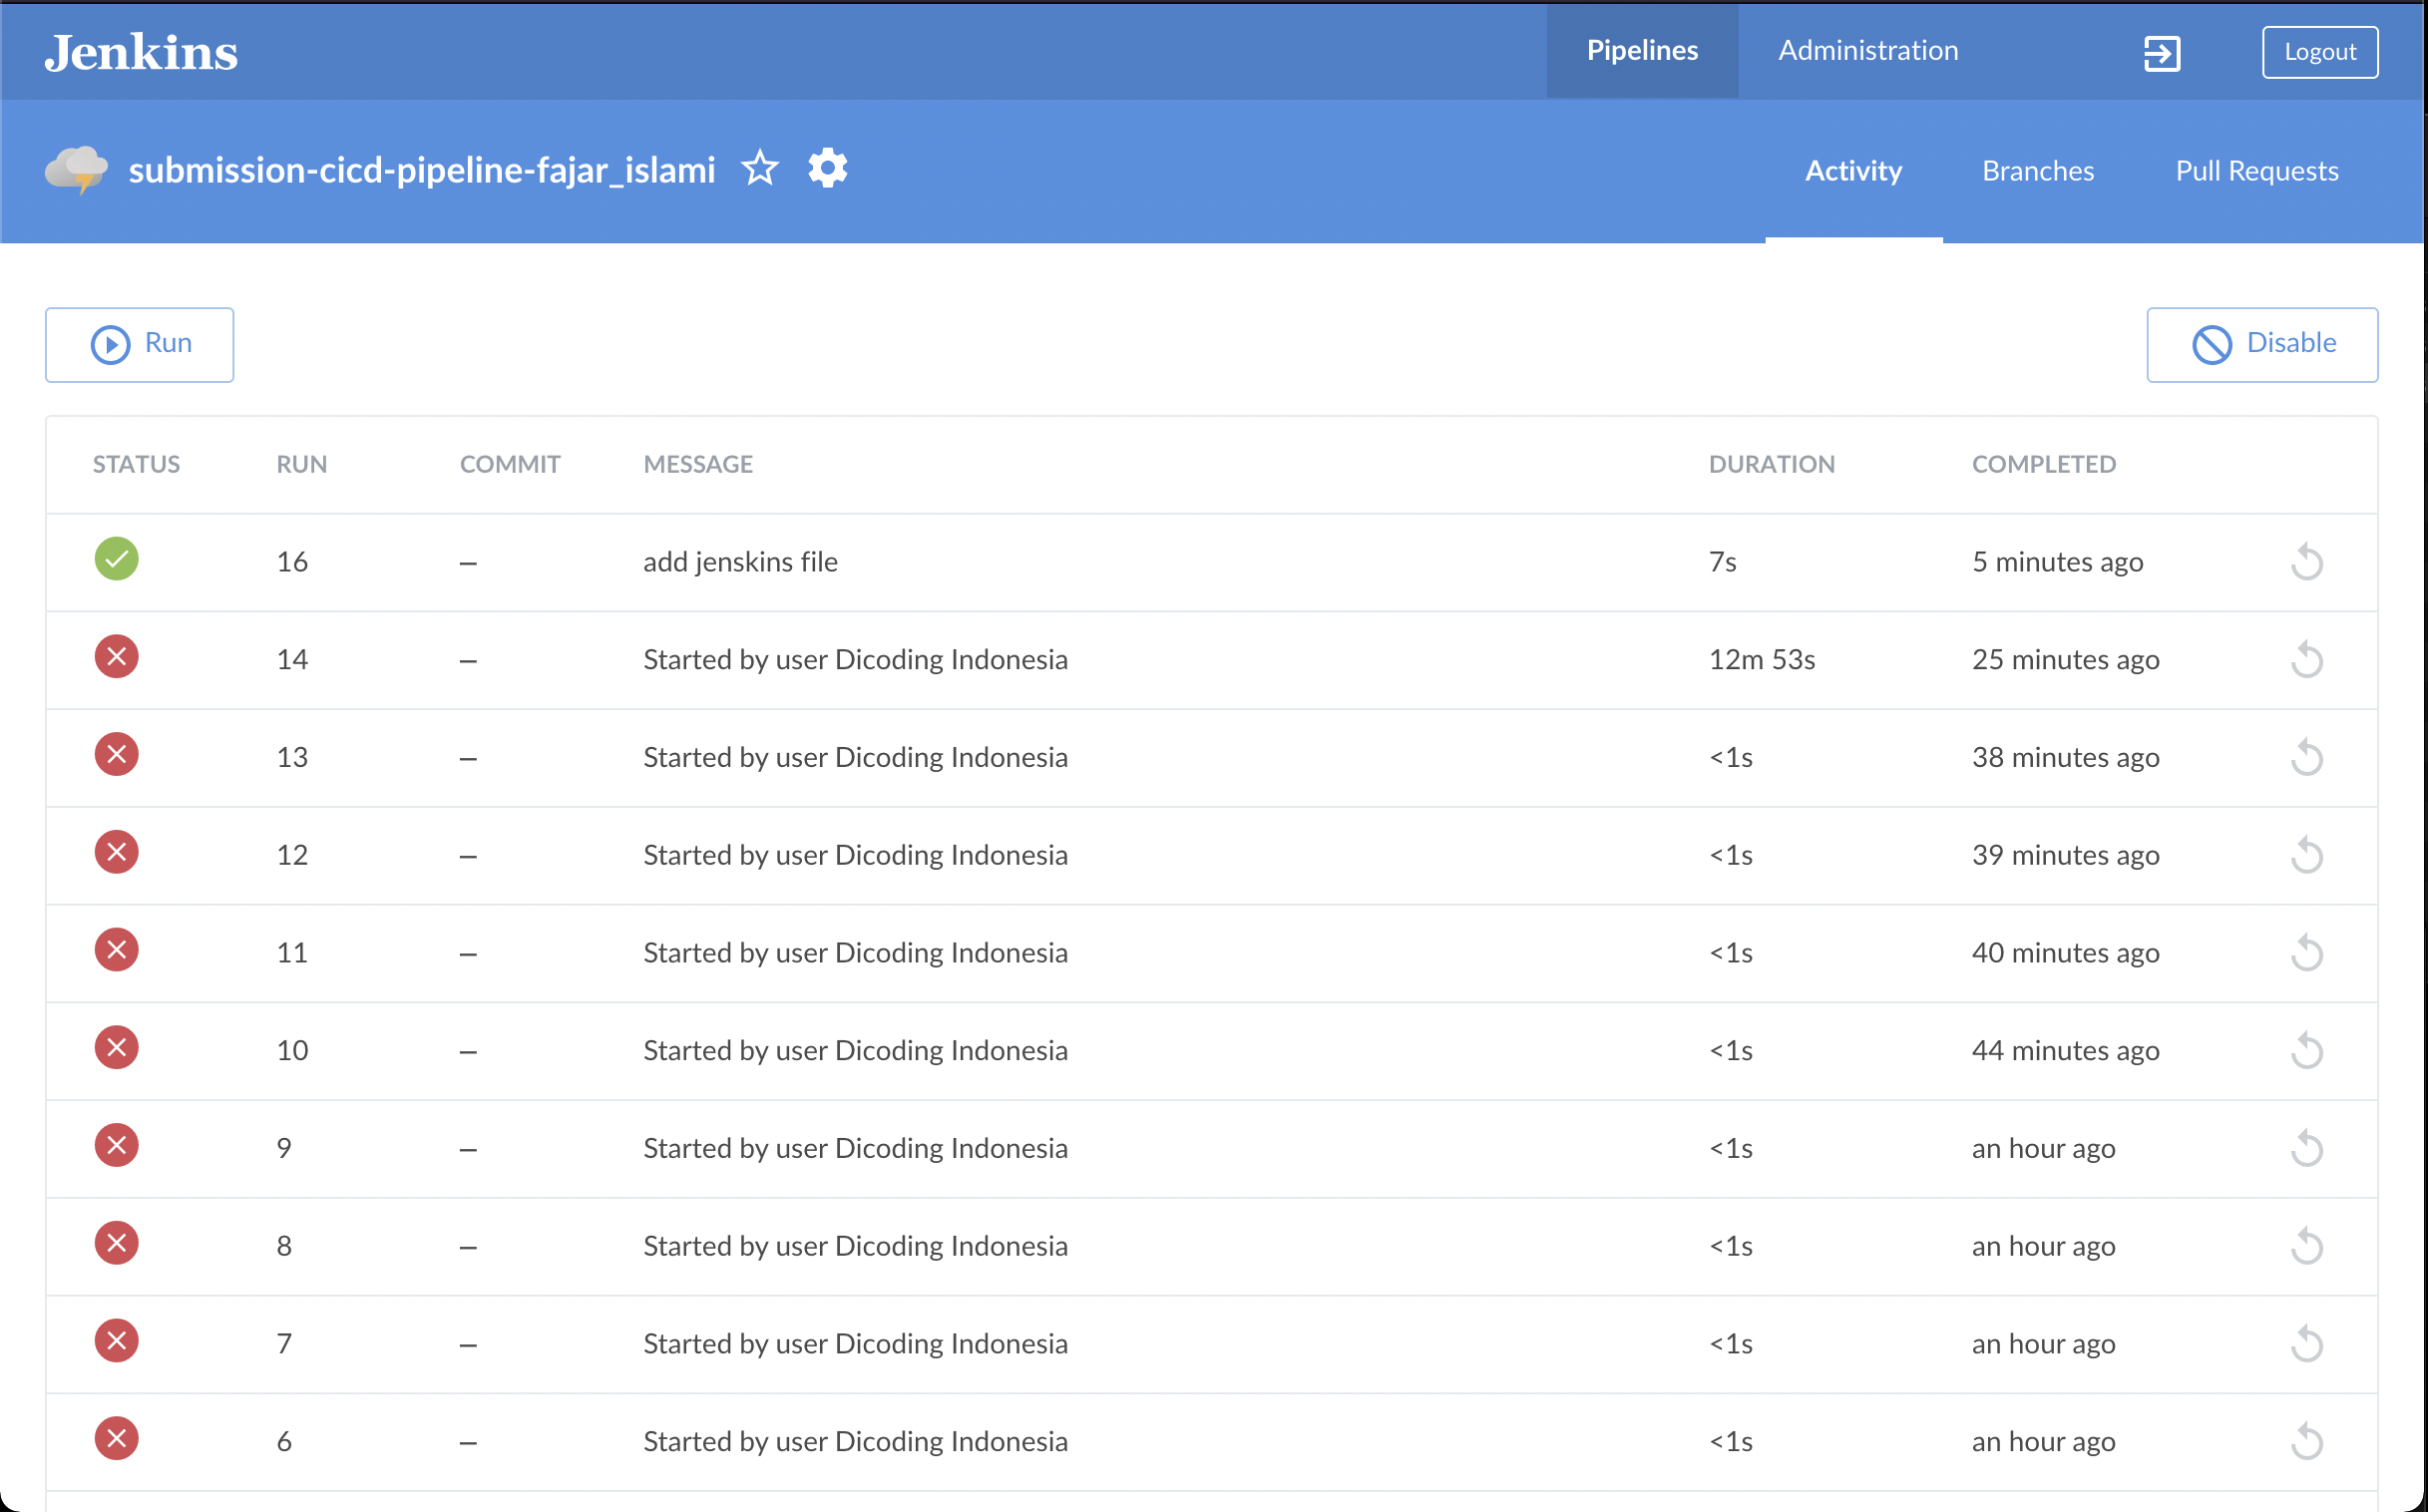 Jenkins Pipelines Administration Logout
submission-cicd-pipeline-fajar_islami Activity Branches Pull Requests
Run Disable
STATUS RUN COMMIT MESSAGE DURATION COMPLETED
16 – add jenskins file 7s 5 minutes ago
14 – Started by user Dicoding Indonesia 12m 53s 25 minutes ago
13 – Started by user Dicoding Indonesia <1s 38 minutes ago
12 – Started by user Dicoding Indonesia <1s 39 minutes ago
11 – Started by user Dicoding Indonesia <1s 40 minutes ago
10 – Started by user Dicoding Indonesia <1s 44 minutes ago
9 – Started by user Dicoding Indonesia <1s an hour ago
8 – Started by user Dicoding Indonesia <1s an hour ago
7 – Started by user Dicoding Indonesia <1s an hour ago
6 – Started by user Dicoding Indonesia <1s an hour ago